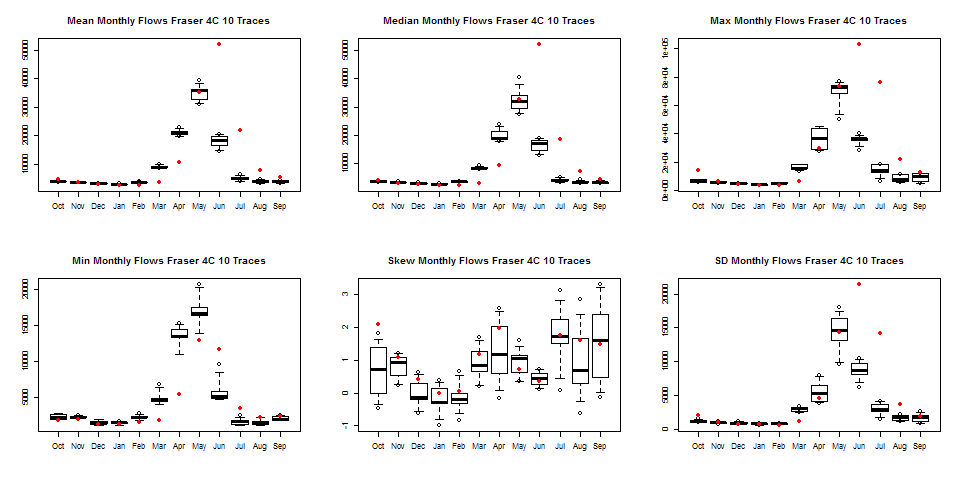 Mean Monthly Flows Fraser 4C 10 Traces
50000
40000
30000
20000
10000
Oct Nov Dec Jan Feb Mar Apr May Jun Jul Aug Sep
Median Monthly Flows Fraser 4C 10 Traces
50000
40000
30000
20000
10000
Oct Nov Dec Jan Feb Mar Apr May Jun Jul Aug Sep
Max Monthly Flows Fraser 4C 10 Traces
1e+05
8e+04
6e+04
4e+04
2e+04
0e+00
Oct Nov Dec Jan Feb Mar Apr May Jun Jul Aug Sep
Min Monthly Flows Fraser 4C 10 Traces
20000
15000
10000
5000
Oct Nov Dec Jan Feb Mar Apr May Jun Jul Aug Sep
Skew Monthly Flows Fraser 4C 10 Traces
3
2
1
0
-1
Oct Nov Dec Jan Feb Mar Apr May Jun Jul Aug Sep
SD Monthly Flows Fraser 4C 10 Traces
20000
15000
10000
5000
0
Oct Nov Dec Jan Feb Mar Apr May Jun Jul Aug Sep